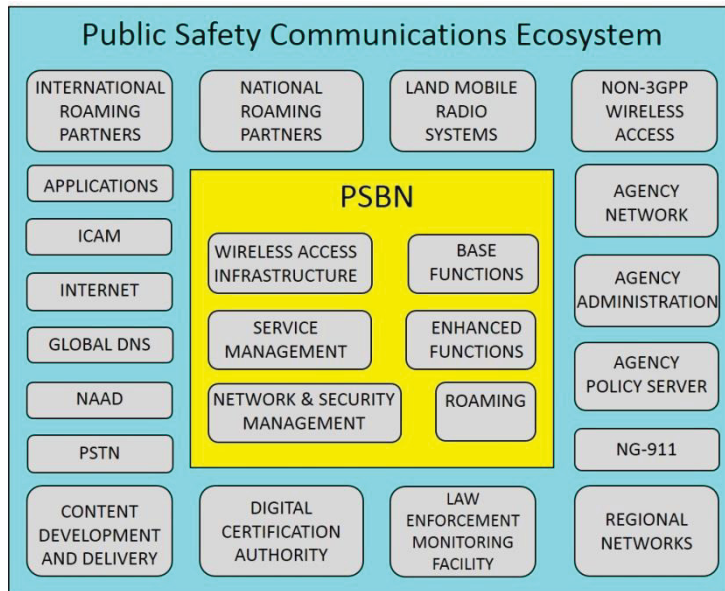 Public Safety Communications Ecosystem
INTERNATIONAL
ROAMING
PARTNERS
NATIONAL
ROAMING
PARTNERS
LAND MOBILE
RADIO
SYSTEMS
NON-3GPP
WIRELESS
ACCESS
APPLICATIONS
ICAM
INTERNET
GLOBAL DNS
NAAD
PSTN
PSBN
WIRELESS ACCESS
INFRASTRUCTURE
BASE
FUNCTIONS
SERVICE
MANAGEMENT
ENHANCED
FUNCTIONS
NETWORK & SECURITY
MANAGEMENT
ROAMING
AGENCY
NETWORK
AGENCY
ADMINISTRATION
AGENCY
POLICY SERVER
NG-911
CONTENT
DEVELOPMENT
AND DELIVERY
DIGITAL
CERTIFICATION
AUTHORITY
LAW
ENFORCEMENT
MONITORING
FACILITY
REGIONAL
NETWORKS